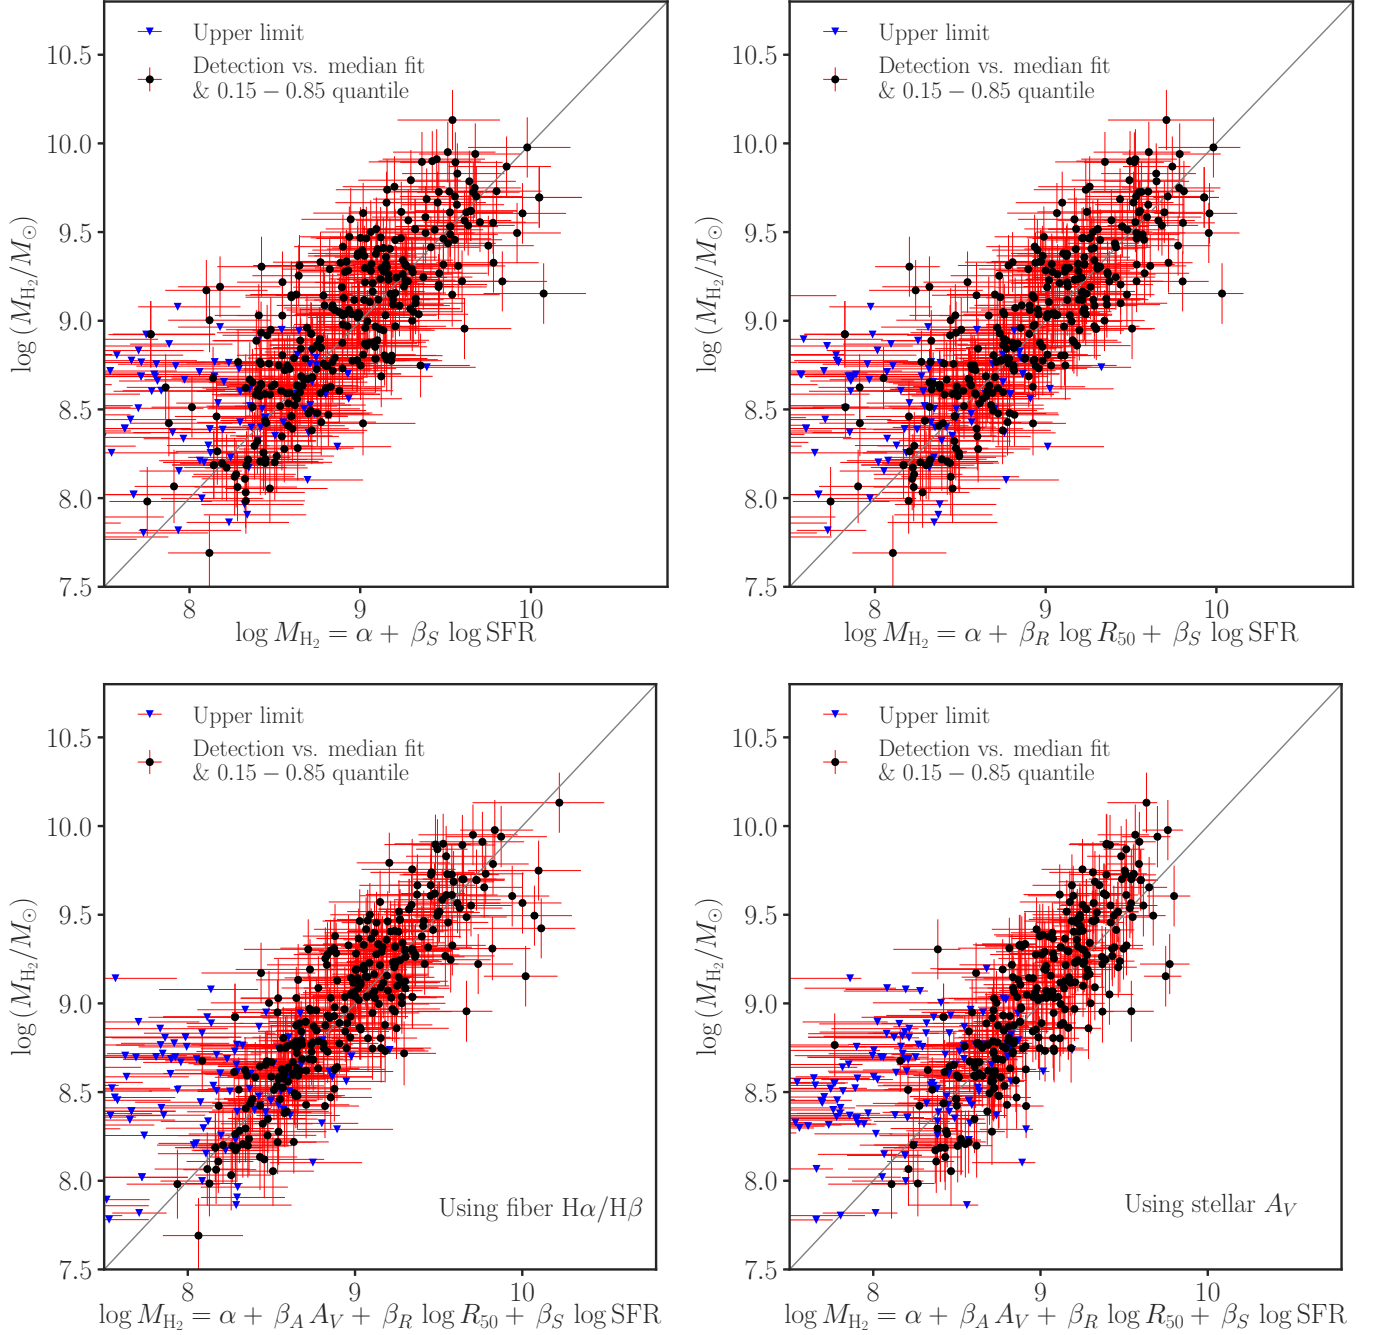 10.5
10.0
9.5
9.0
8.5
8.0
7.5
log (M_H₂/M_⊙)
Upper limit
Detection vs. median fit
& 0.15 − 0.85 quantile
8 9 10
log M_H₂ = α + β_S log SFR
10.5
10.0
9.5
9.0
8.5
8.0
7.5
log (M_H₂/M_⊙)
Upper limit
Detection vs. median fit
& 0.15 − 0.85 quantile
8 9 10
log M_H₂ = α + β_R log R₅₀ + β_S log SFR
10.5
10.0
9.5
9.0
8.5
8.0
7.5
log (M_H₂/M_⊙)
Upper limit
Detection vs. median fit
& 0.15 − 0.85 quantile
Using fiber Hα/Hβ
8 9 10
log M_H₂ = α + β_A A_V + β_R log R₅₀ + β_S log SFR
10.5
10.0
9.5
9.0
8.5
8.0
7.5
log (M_H₂/M_⊙)
Upper limit
Detection vs. median fit
& 0.15 − 0.85 quantile
Using stellar A_V
8 9 10
log M_H₂ = α + β_A A_V + β_R log R₅₀ + β_S log SFR